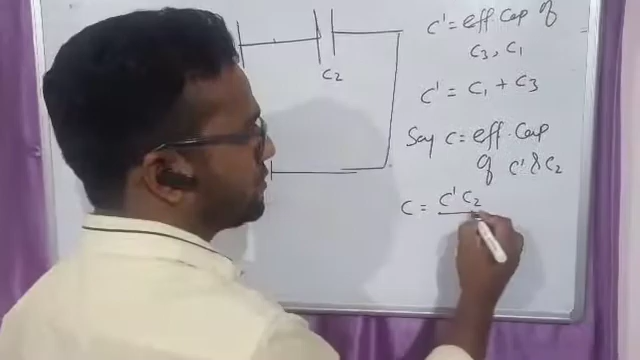 C' = eff cap of
C3, C1
C' = C1 + C3
C2
Say C = eff. cap
of C' & C2
C = C' C2